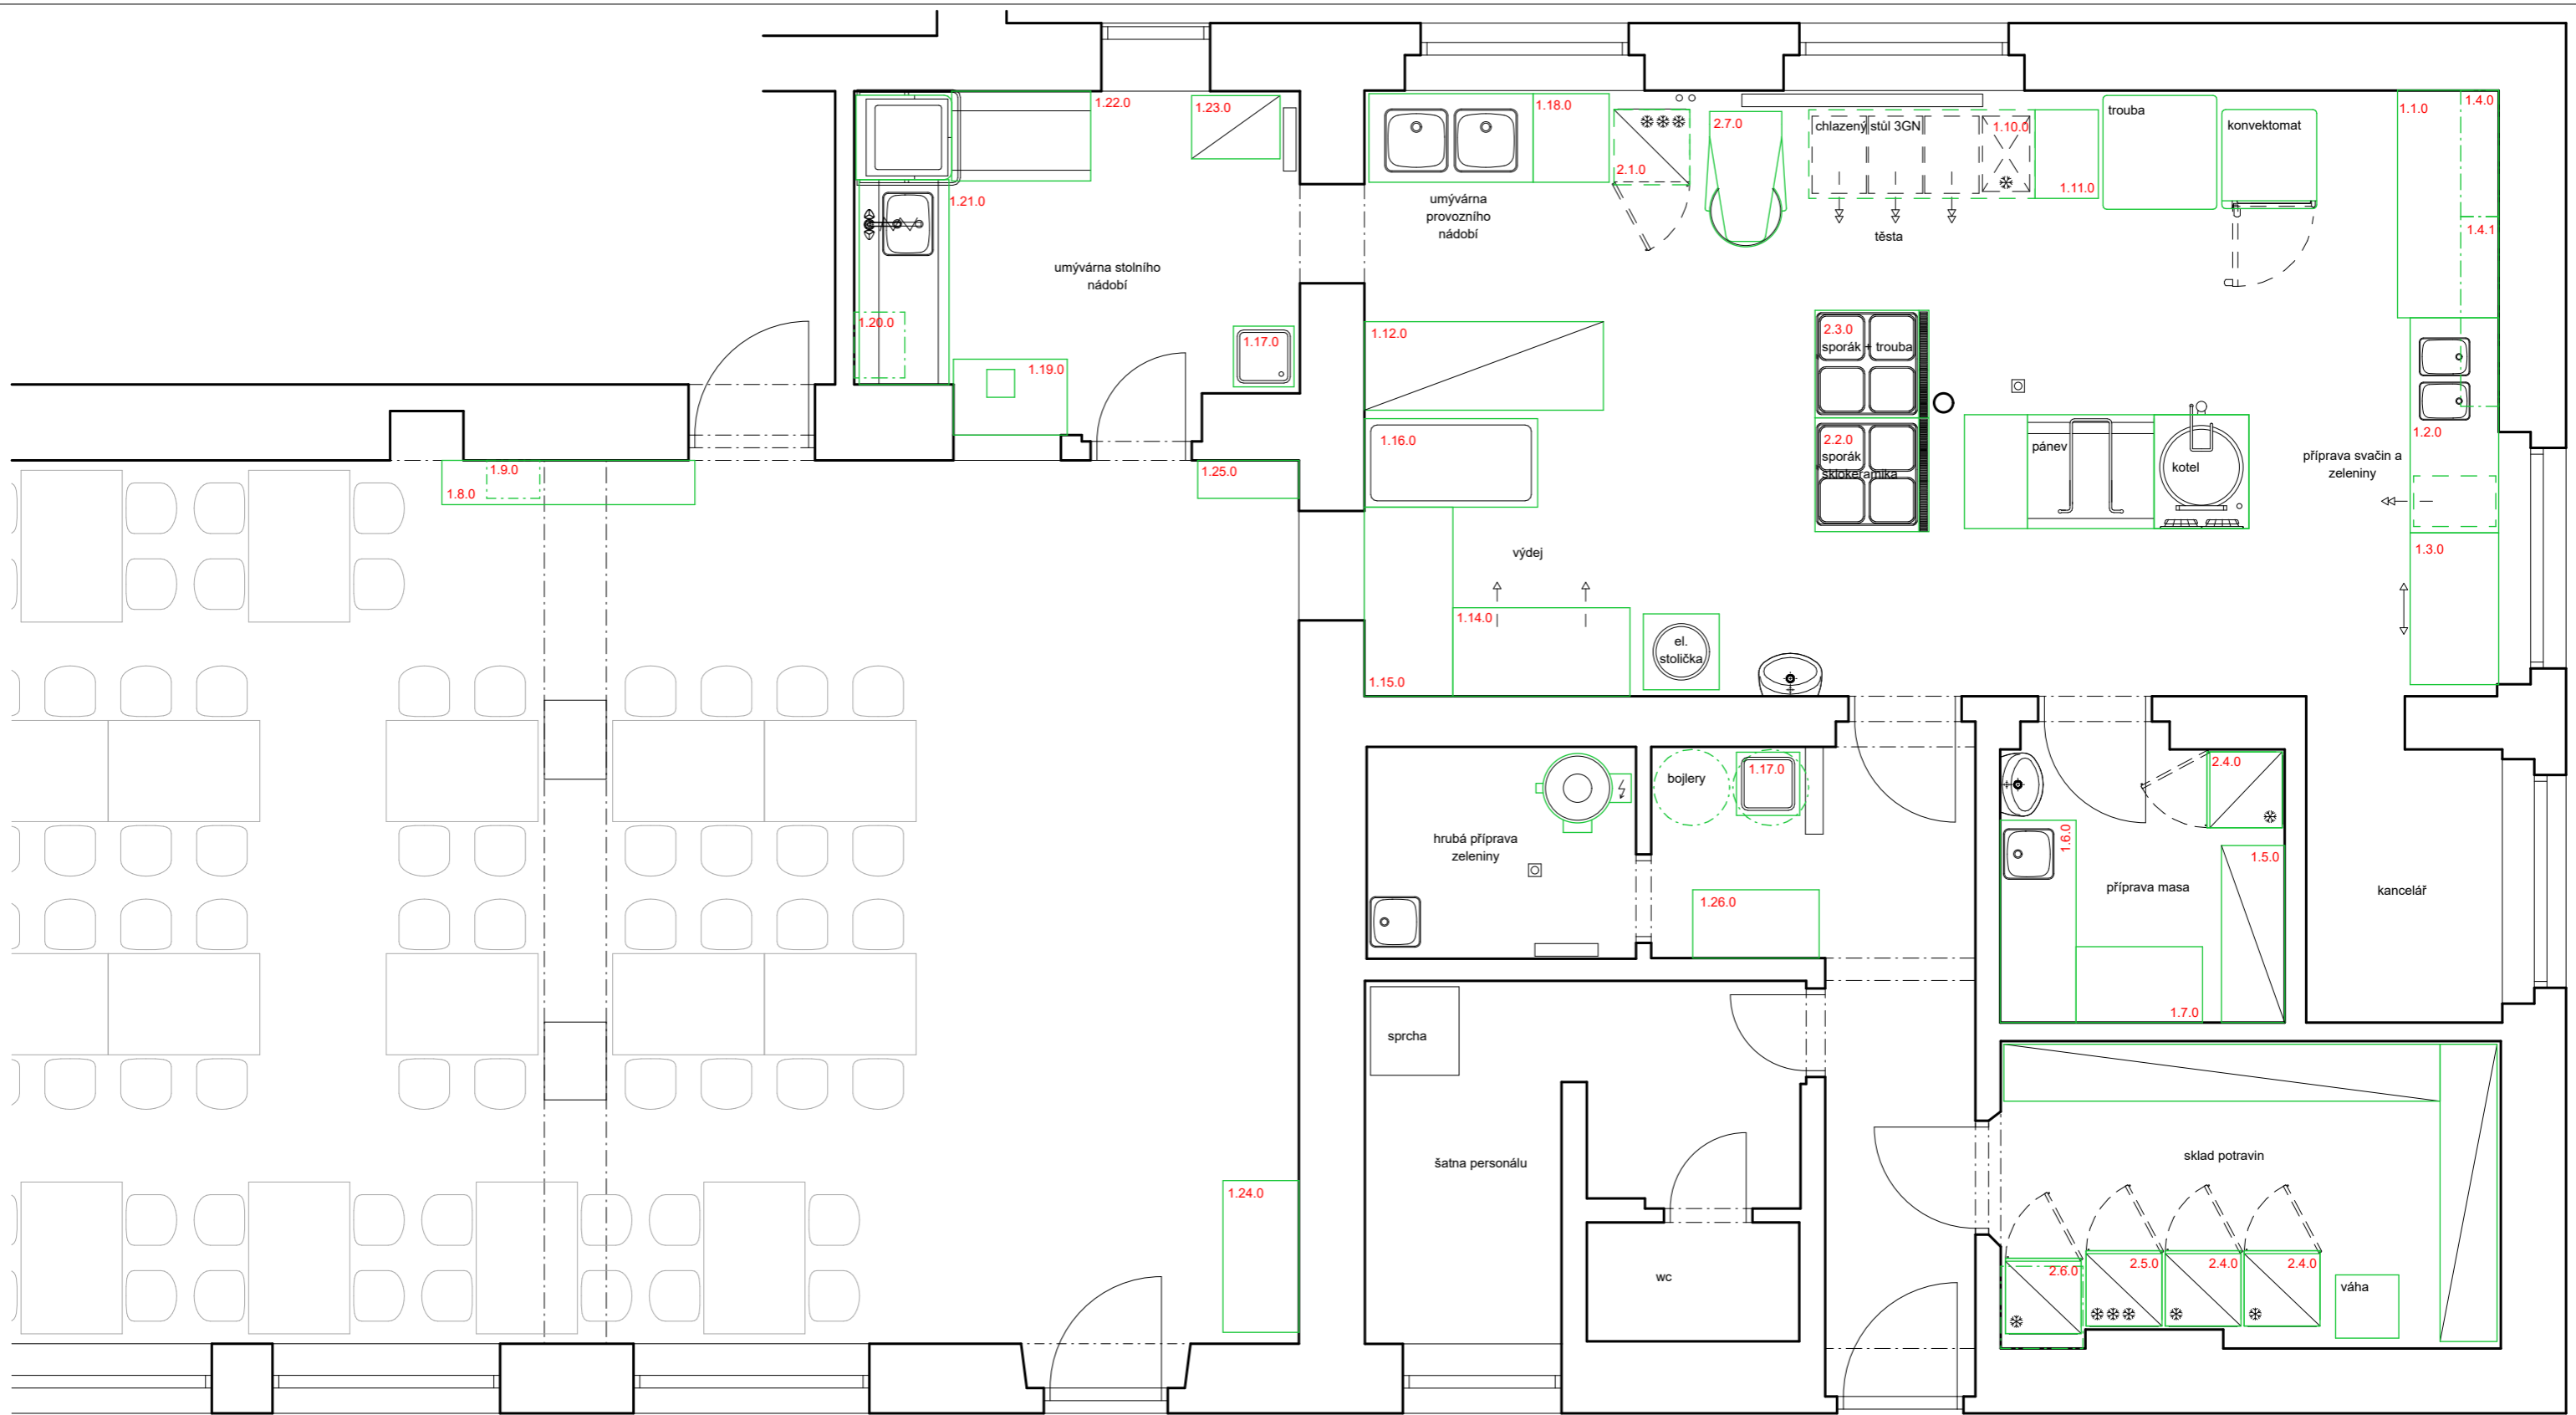 1.22.0
1.23.0
1.18.0
2.1.0
2.7.0
chlazený stůl 3GN
1.10.0
1.11.0
trouba
konvektomat
1.1.0
1.4.0
1.4.1
1.21.0
umývárna
provozního
nádobí
těsta
umývárna stolního
nádobí
1.20.0
1.19.0
1.17.0
1.12.0
1.16.0
2.3.0
sporák + trouba
2.2.0
sporák
sklokeramika
pánev
kotel
příprava svačin a
zeleniny
1.2.0
1.3.0
1.9.0
1.8.0
1.25.0
výdej
1.14.0
1.15.0
el.
stolička
bojlery
1.17.0
hrubá příprava
zeleniny
1.26.0
2.4.0
1.6.0
1.5.0
příprava masa
1.7.0
kancelář
sprcha
šatna personálu
wc
1.24.0
sklad potravin
2.6.0
2.5.0
2.4.0
2.4.0
váha